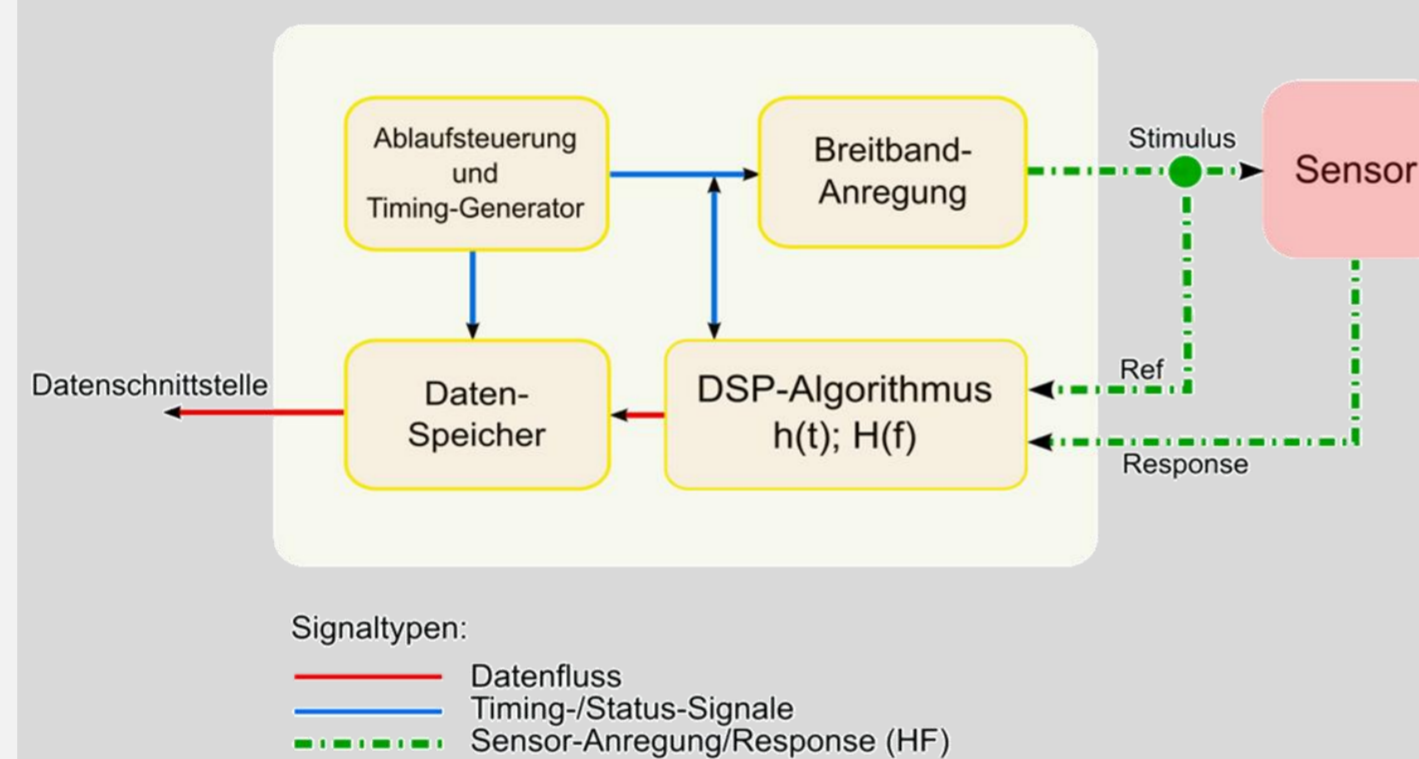 Ablaufsteuerung
und
Timing-Generator
Breitband-
Anregung
Stimulus
Sensor
Datenschnittstelle
Daten-
Speicher
DSP-Algorithmus
h(t); H(f)
Ref
Response
Signaltypen:
Datenfluss
Timing-/Status-Signale
Sensor-Anregung/Response (HF)